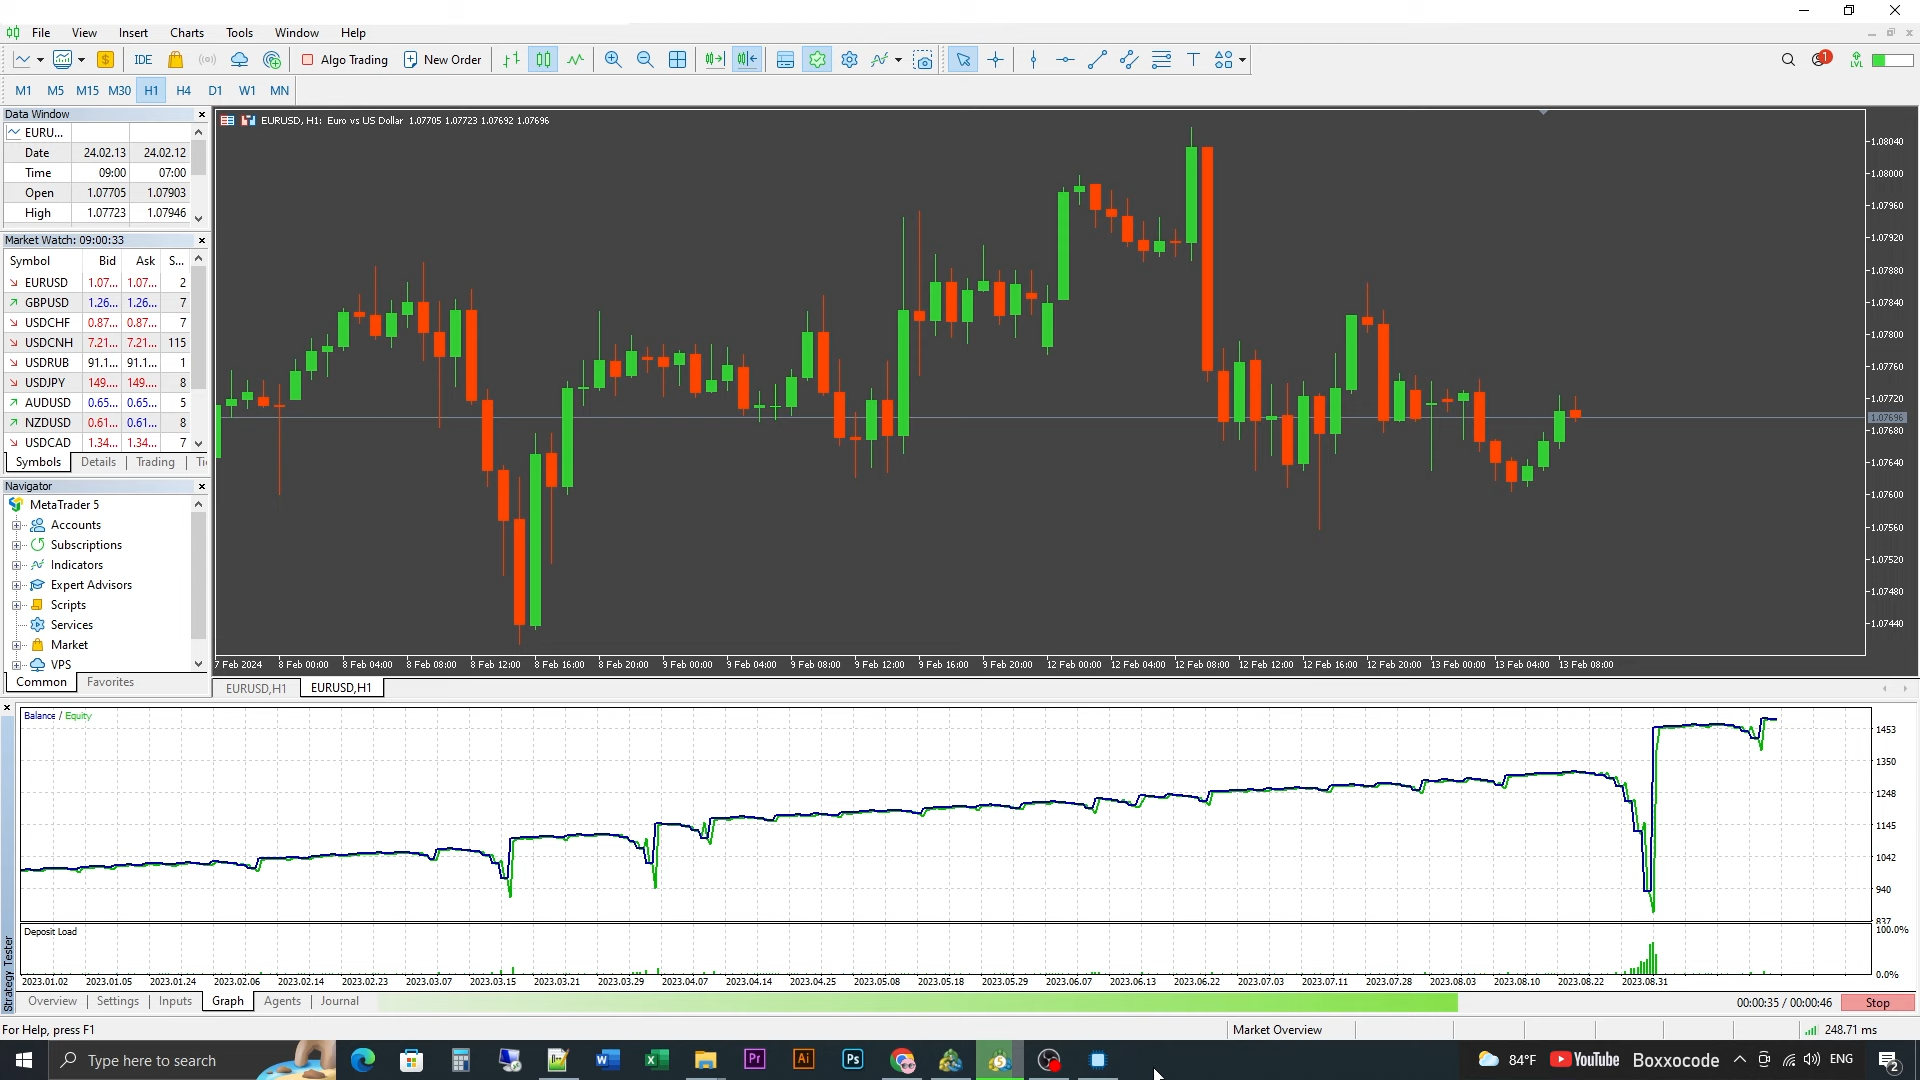 File View Insert Charts Tools Window Help
IDE Algo Trading New Order
1 LVL
M1 M5 M15 M30 H1 H4 D1 W1 MN
Data Window
EURU...
Date 24.02.13 24.02.12
Time 09:00 07:00
Open 1.07705 1.07903
High 1.07723 1.07946
Market Watch: 09:00:33
Symbol Bid Ask S...
EURUSD 1.07... 1.07... 2
GBPUSD 1.26... 1.26... 7
USDCHF 0.87... 0.87... 7
USDCNH 7.21... 7.21... 115
USDRUB 91.1... 91.1... 1
USDJPY 149.... 149.... 8
AUDUSD 0.65... 0.65... 5
NZDUSD 0.61... 0.61... 8
USDCAD 1.34... 1.34... 7
Symbols Details Trading Ti
Navigator
MetaTrader 5
Accounts
Subscriptions
Indicators
Expert Advisors
Scripts
Services
Market
VPS
Common Favorites
EURUSD, H1: Euro vs US Dollar 1.07705 1.07723 1.07692 1.07696
1.08040
1.08000
1.07960
1.07920
1.07880
1.07840
1.07800
1.07760
1.07720
1.07696
1.07680
1.07640
1.07600
1.07560
1.07520
1.07480
1.07440
7 Feb 2024 8 Feb 00:00 8 Feb 04:00 8 Feb 08:00 8 Feb 12:00 8 Feb 16:00 8 Feb 20:00 9 Feb 00:00 9 Feb 04:00 9 Feb 08:00 9 Feb 12:00 9 Feb 16:00 9 Feb 20:00 12 Feb 00:00 12 Feb 04:00 12 Feb 08:00 12 Feb 12:00 12 Feb 16:00 12 Feb 20:00 13 Feb 00:00 13 Feb 04:00 13 Feb 08:00
EURUSD,H1 EURUSD,H1
Strategy Tester
Balance / Equity
1453
1350
1248
1145
1042
940
837
Deposit Load
100.0%
0.0%
2023.01.02 2023.01.05 2023.01.24 2023.02.06 2023.02.14 2023.02.23 2023.03.07 2023.03.13 2023.03.21 2023.03.29 2023.04.07 2023.04.14 2023.04.25 2023.05.08 2023.05.18 2023.05.29 2023.06.07 2023.06.13 2023.06.22 2023.07.03 2023.07.11 2023.07.28 2023.08.03 2023.08.10 2023.08.22 2023.08.31
Overview Settings Inputs Graph Agents Journal 00:00:35 / 00:00:46 Stop
For Help, press F1 Market Overview 248.71 ms
Type here to search Pr Ai Ps 84°F YouTube Boxxocode ENG 2